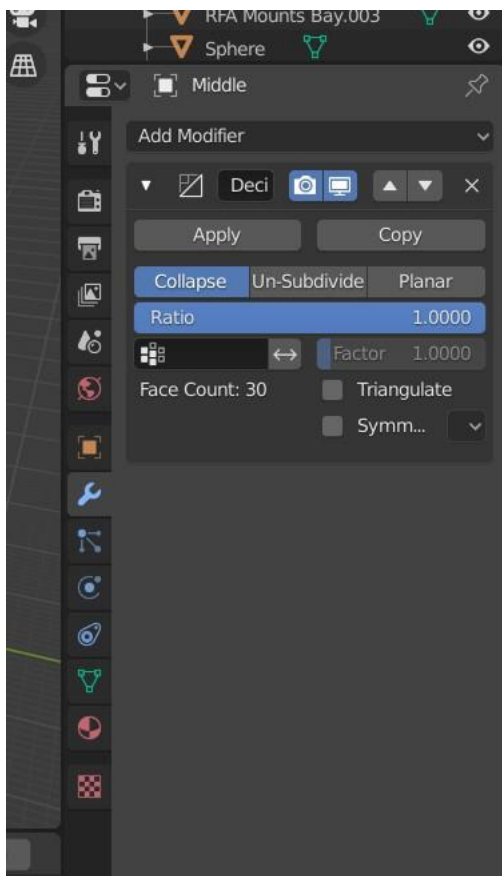 RFA Mounts Bay.003
Sphere
Middle
Add Modifier
Deci
Apply Copy
Collapse Un-Subdivide Planar
Ratio 1.0000
Factor 1.0000
Face Count: 30 Triangulate
Symm...